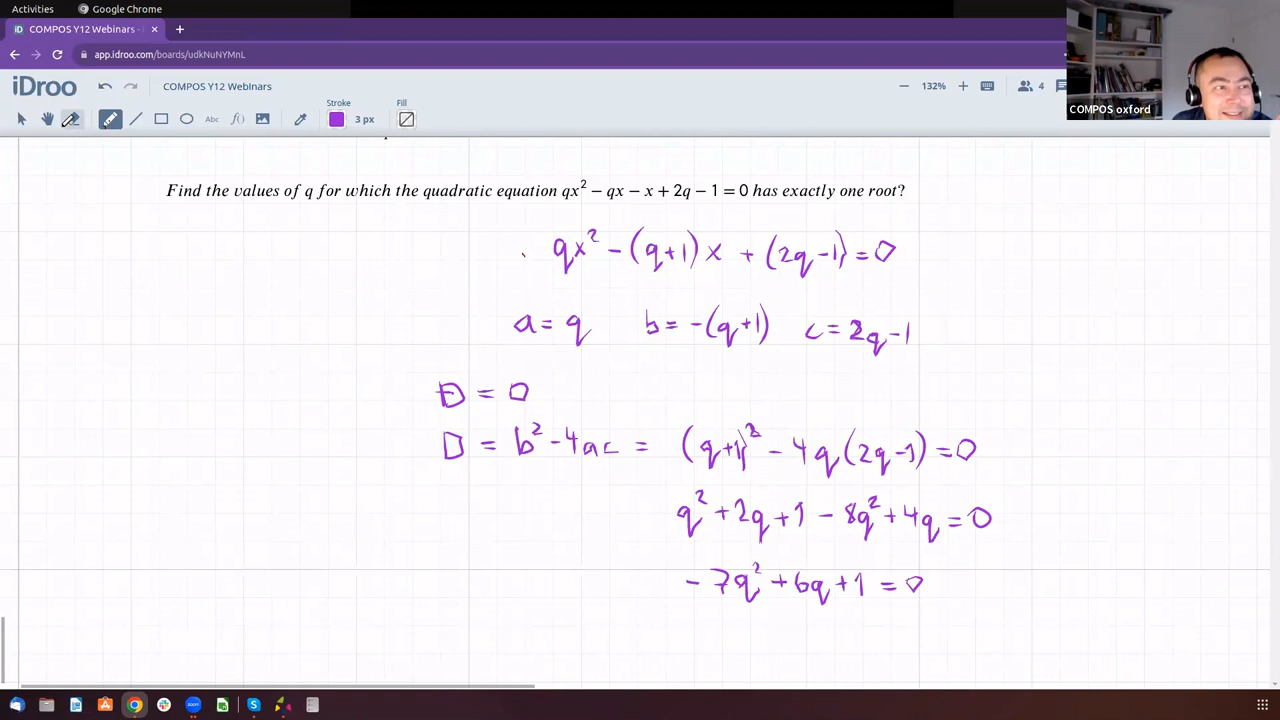 Activities Google Chrome
COMPOS Y12 Webinars -
app.idroo.com/boards/udkNuNYMnL
iDroo COMPOS Y12 Webinars 132% 4
Stroke Fill
Abc f() 3 px
COMPOS oxford
Find the values of q for which the quadratic equation qx² − qx − x + 2q − 1 = 0 has exactly one root?
qx² - (q+1)x + (2q-1) = 0
a = q b = -(q+1) c = 2q-1
D = 0
D = b² - 4ac = (q+1)² - 4q(2q-1) = 0
q² + 2q + 1 - 8q² + 4q = 0
- 7q² + 6q + 1 = 0